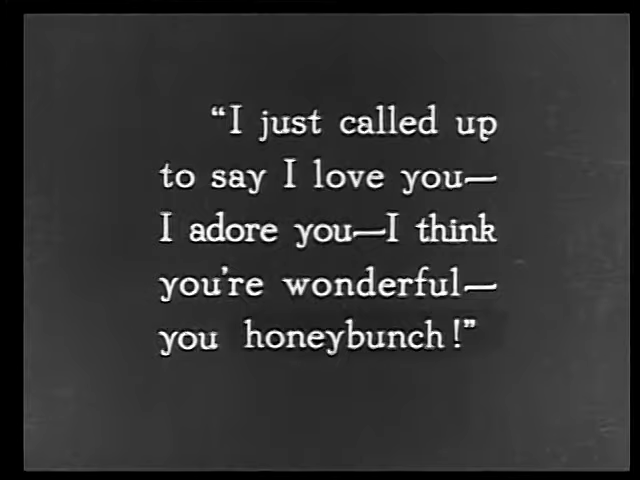 “I just called up
to say I love you—
I adore you—I think
you're wonderful—
you honeybunch!”